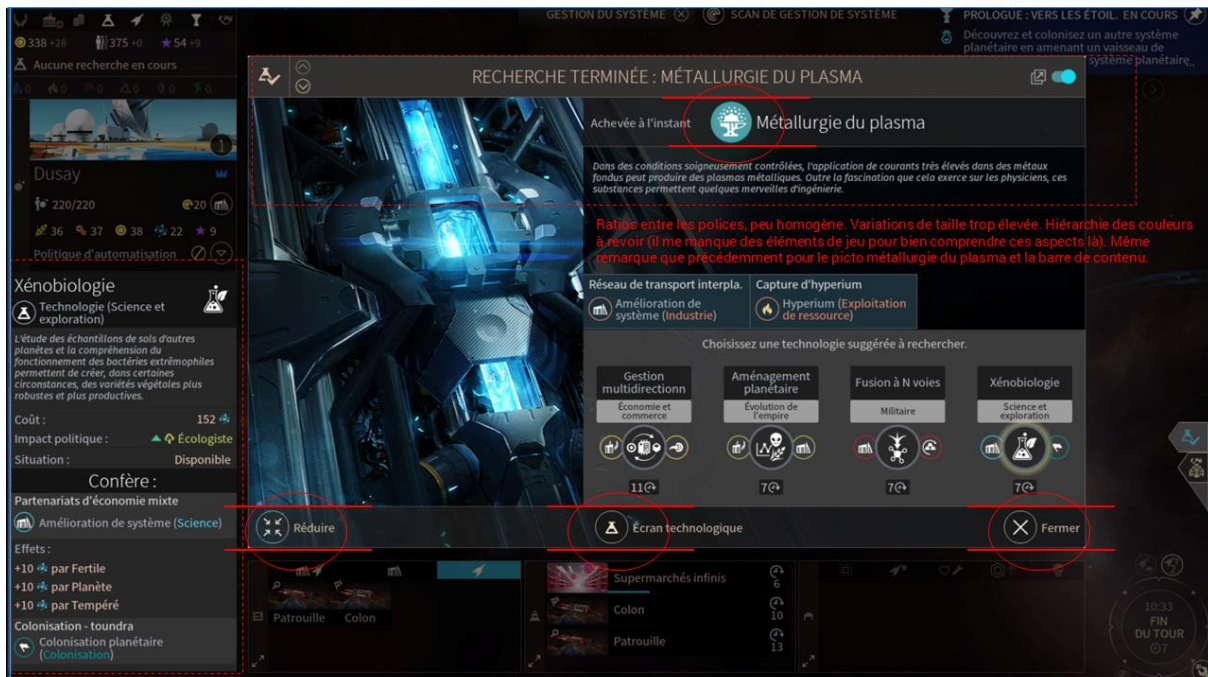 GESTION DU SYSTÈME
SCAN DE GESTION DE SYSTÈME
PROLOGUE : VERS LES ÉTOIL. EN COURS
Découvrez et colonisez un autre système
planétaire en amenant un vaisseau de
système planétaire..
338 +28
375 +0
54 +9
Aucune recherche en cours
0 0 0 0 0 0
1
Dusay
220/220
20
36 37 38 22 9
Politique d'automatisation
Xénobiologie
Technologie (Science et
exploration)
L'étude des échantillons de sols d'autres
planètes et la compréhension du
fonctionnement des bactéries extrêmophiles
permettent de créer, dans certaines
circonstances, des variétés végétales plus
robustes et plus productives.
Coût : 152
Impact politique : Écologiste
Situation : Disponible
Confère :
Partenariats d'économie mixte
Amélioration de système (Science)
Effets :
+10 par Fertile
+10 par Planète
+10 par Tempéré
Colonisation - toundra
Colonisation planétaire
(Colonisation)
RECHERCHE TERMINÉE : MÉTALLURGIE DU PLASMA
Achevée à l'instant
Métallurgie du plasma
Dans des conditions soigneusement contrôlées, l'application de courants très élevés dans des métaux
fondus peut produire des plasmas métalliques. Outre la fascination que cela exerce sur les physiciens, ces
substances permettent quelques merveilles d'ingénierie.
Ratios entre les polices, peu homogène. Variations de taille trop élevée. Hiérarchie des couleurs
à revoir (il me manque des éléments de jeu pour bien comprendre ces aspects là). Même
remarque que précédemment pour le picto métallurgie du plasma et la barre de contenu.
Réseau de transport interpla.
Amélioration de
système (Industrie)
Capture d'hyperium
Hyperium (Exploitation
de ressource)
Choisissez une technologie suggérée à rechercher.
Gestion
multidirectionn
Économie et
commerce
11
Aménagement
planétaire
Évolution de
l'empire
7
Fusion à N voies
Militaire
7
Xénobiologie
Science et
exploration
7
Réduire
Écran technologique
Fermer
Patrouille
Colon
Supermarchés infinis
6
Colon
10
Patrouille
13
10:33
FIN
DU TOUR
7